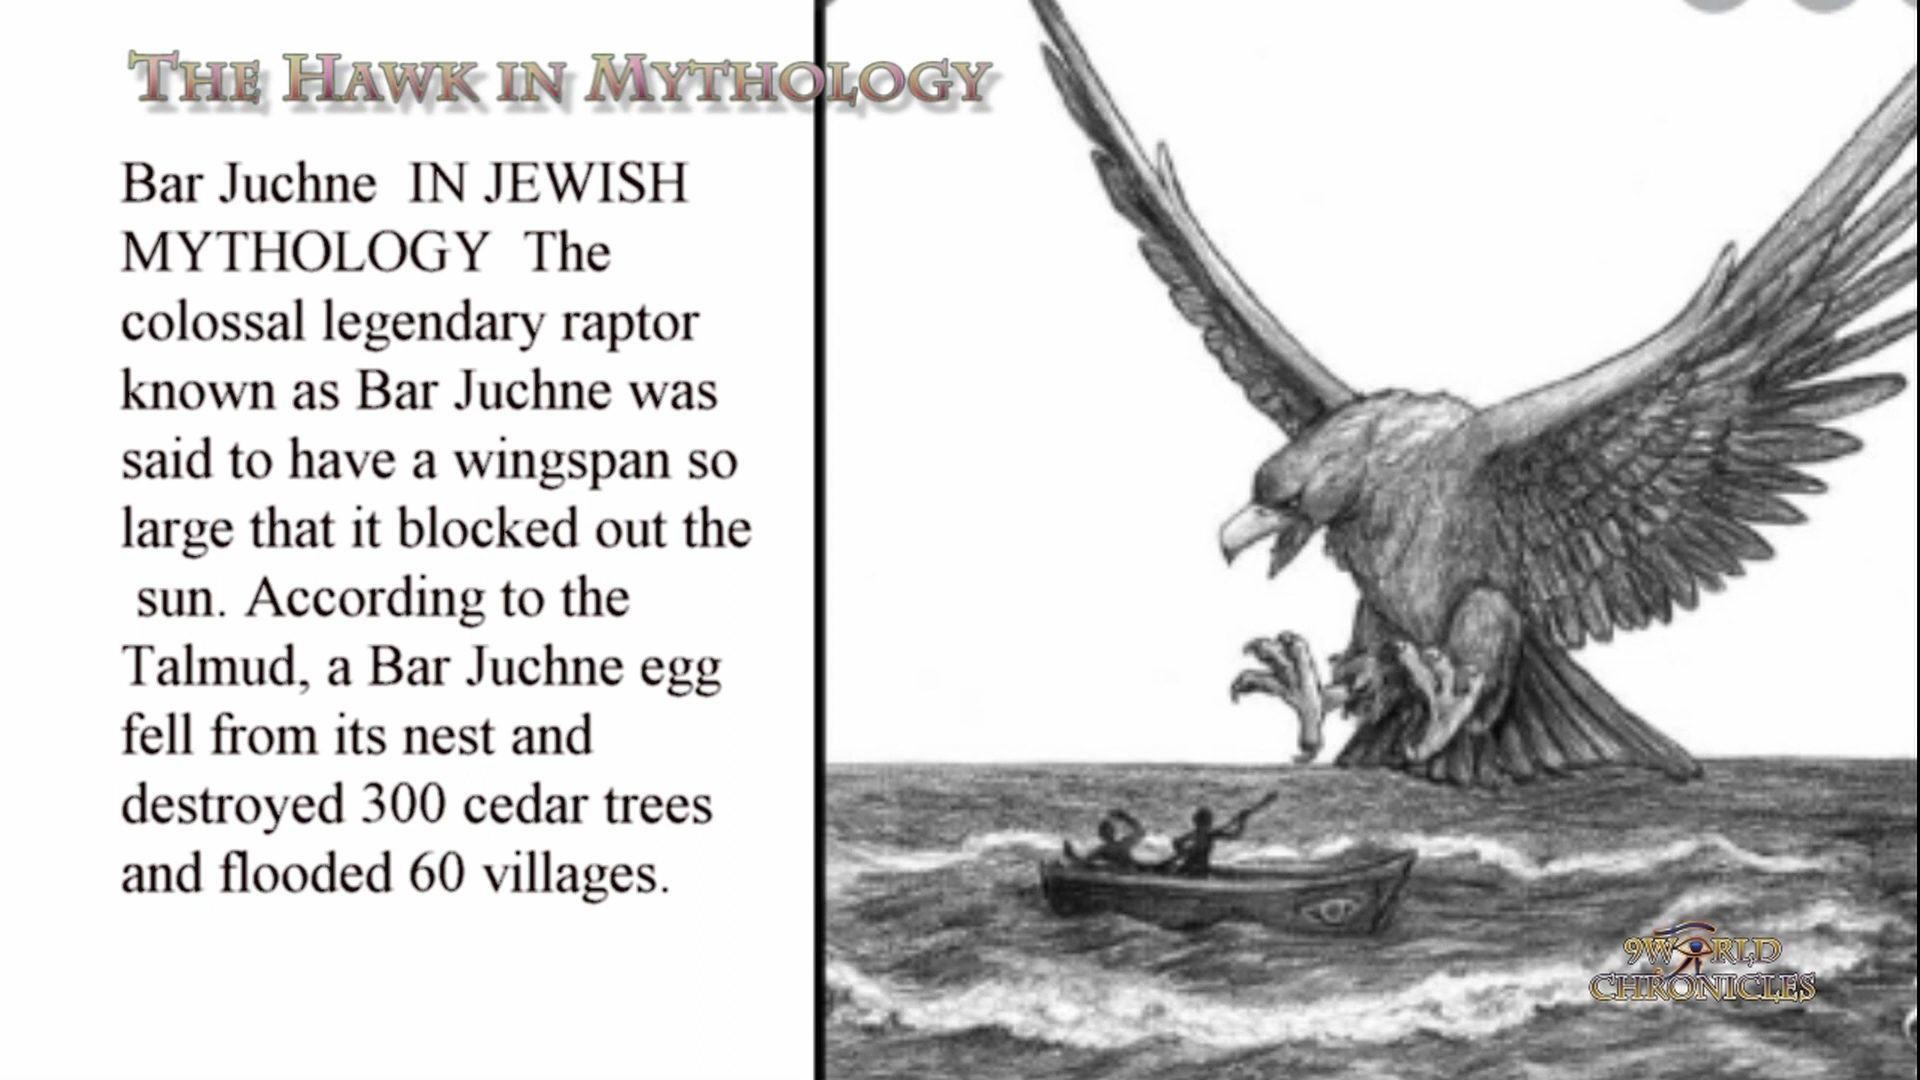 THE HAWK IN MYTHOLOGY
Bar Juchne IN JEWISH
MYTHOLOGY The
colossal legendary raptor
known as Bar Juchne was
said to have a wingspan so
large that it blocked out the
sun. According to the
Talmud, a Bar Juchne egg
fell from its nest and
destroyed 300 cedar trees
and flooded 60 villages.
9WORLD
CHRONICLES